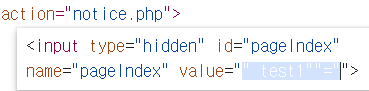 action="notice.php">
<input type="hidden" id="pageIndex"
name="pageIndex" value="" test1""="">